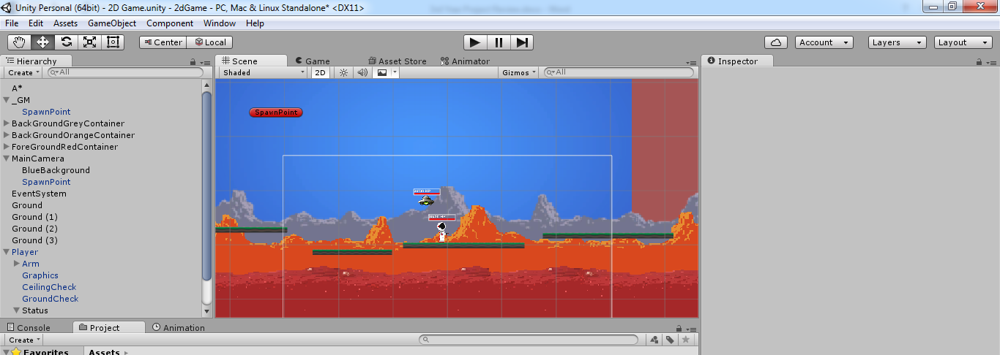 Unity Personal (64bit) - 2D Game.unity - 2dGame - PC, Mac & Linux Standalone* <DX11>
File Edit Assets GameObject Component Window Help
Center Local Account Layers Layout
Hierarchy Scene Game Asset Store Animator Inspector
Create All Shaded 2D Gizmos All
A*
_GM
SpawnPoint
BackGroundGreyContainer
BackGroundOrangeContainer
ForeGroundRedContainer
MainCamera
BlueBackground
SpawnPoint
EventSystem
Ground
Ground (1)
Ground (2)
Ground (3)
Player
Arm
Graphics
CeilingCheck
GroundCheck
Status
SpawnPoint
Console Project Animation
Create
Favorites Assets